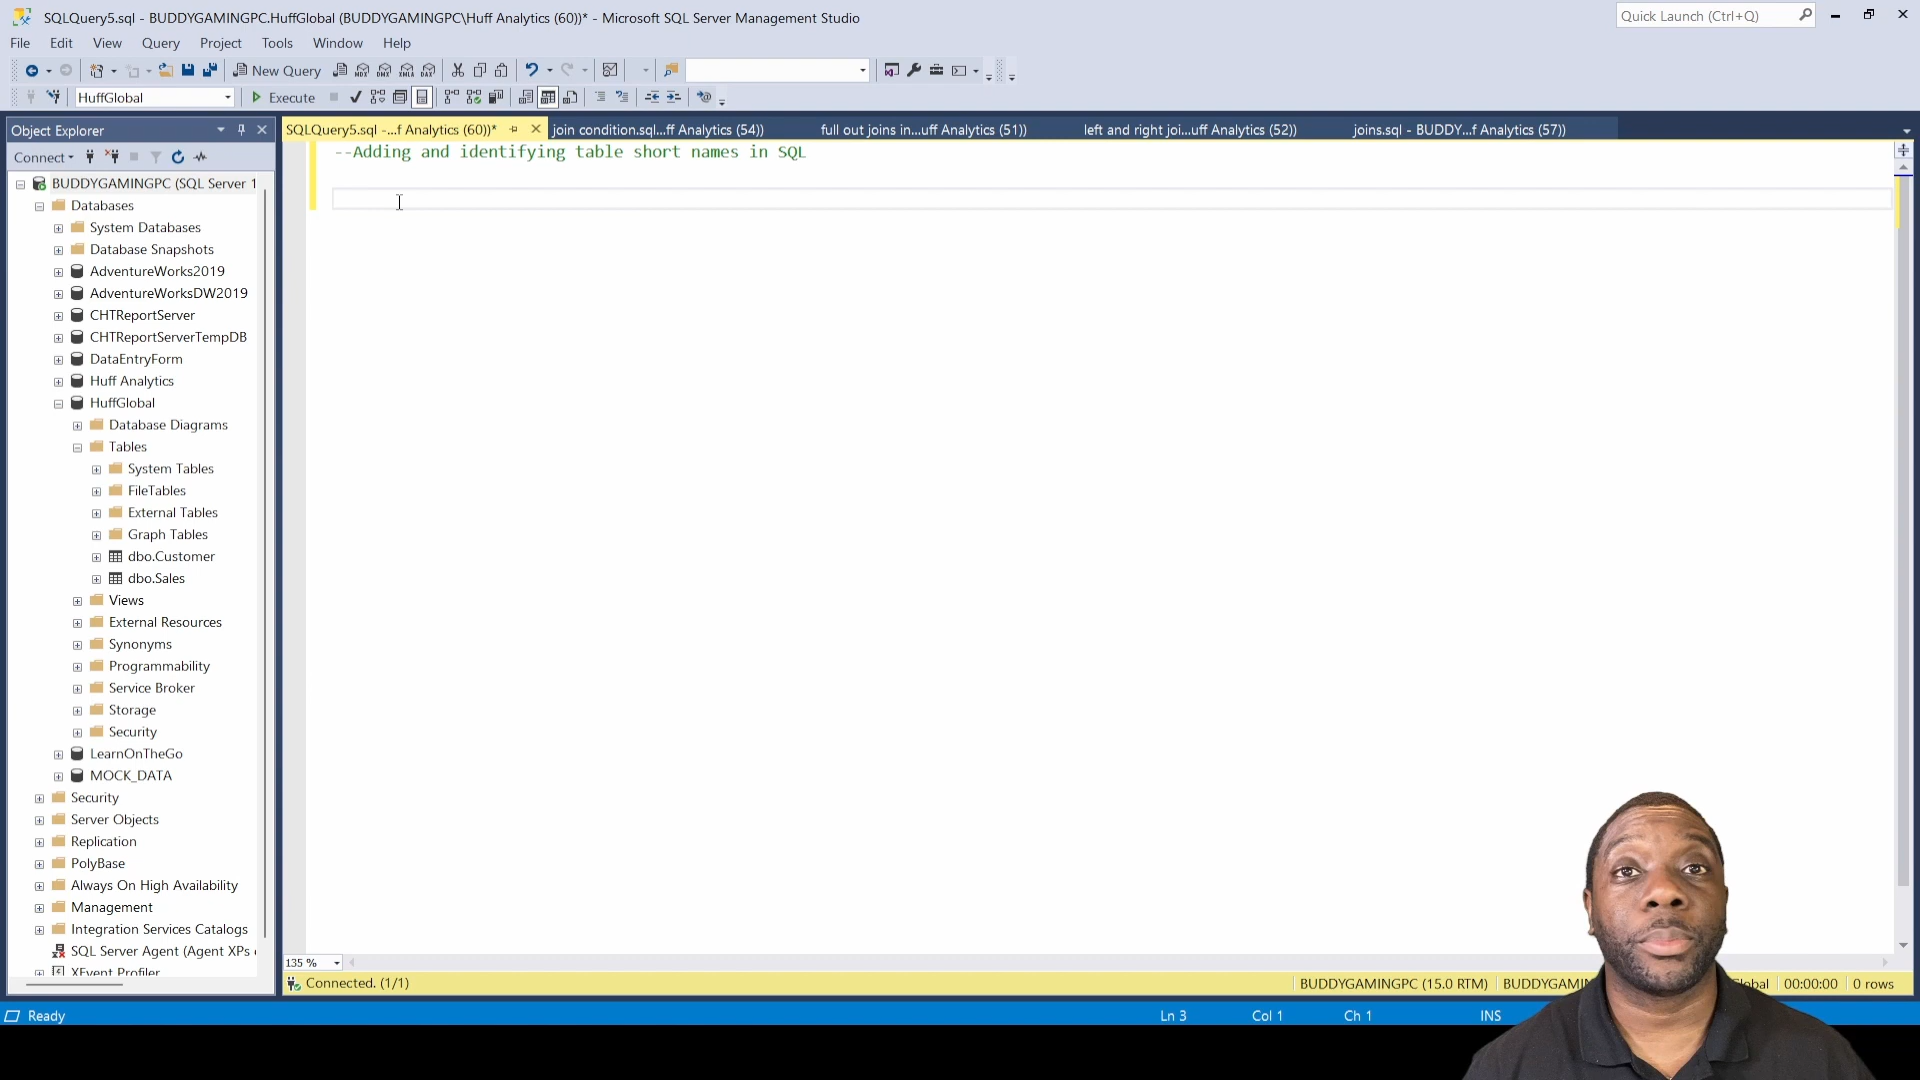 SQLQuery5.sql - BUDDYGAMINGPC.HuffGlobal (BUDDYGAMINGPC\Huff Analytics (60))* - Microsoft SQL Server Management Studio
Quick Launch (Ctrl+Q)
File Edit View Query Project Tools Window Help
New Query
MDX DMX XMLA DAX
HuffGlobal
Execute
Object Explorer
SQLQuery5.sql -...f Analytics (60))*
join condition.sql...ff Analytics (54))
full out joins in...uff Analytics (51))
left and right joi...uff Analytics (52))
joins.sql - BUDDY...f Analytics (57))
Connect
--Adding and identifying table short names in SQL
BUDDYGAMINGPC (SQL Server 1
Databases
System Databases
Database Snapshots
AdventureWorks2019
AdventureWorksDW2019
CHTReportServer
CHTReportServerTempDB
DataEntryForm
Huff Analytics
HuffGlobal
Database Diagrams
Tables
System Tables
FileTables
External Tables
Graph Tables
dbo.Customer
dbo.Sales
Views
External Resources
Synonyms
Programmability
Service Broker
Storage
Security
LearnOnTheGo
MOCK_DATA
Security
Server Objects
Replication
PolyBase
Always On High Availability
Management
Integration Services Catalogs
SQL Server Agent (Agent XPs
XEvent Profiler
135 %
Connected. (1/1)
BUDDYGAMINGPC (15.0 RTM)
BUDDYGAMIN
lobal
00:00:00
0 rows
Ready
Ln 3
Col 1
Ch 1
INS